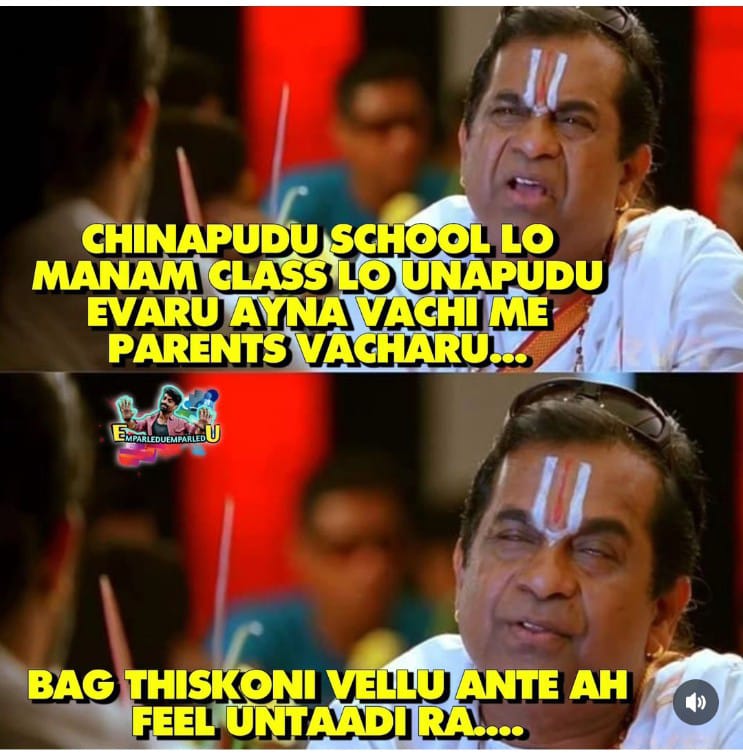 CHINAPUDU SCHOOL LO
MANAM CLASS LO UNAPUDU
EVARU AYNA VACHI ME
PARENTS VACHARU...
EMPARLEDUEMPARLEDU
BAG THISKONI VELLU ANTE AH
FEEL UNTAADI RA....